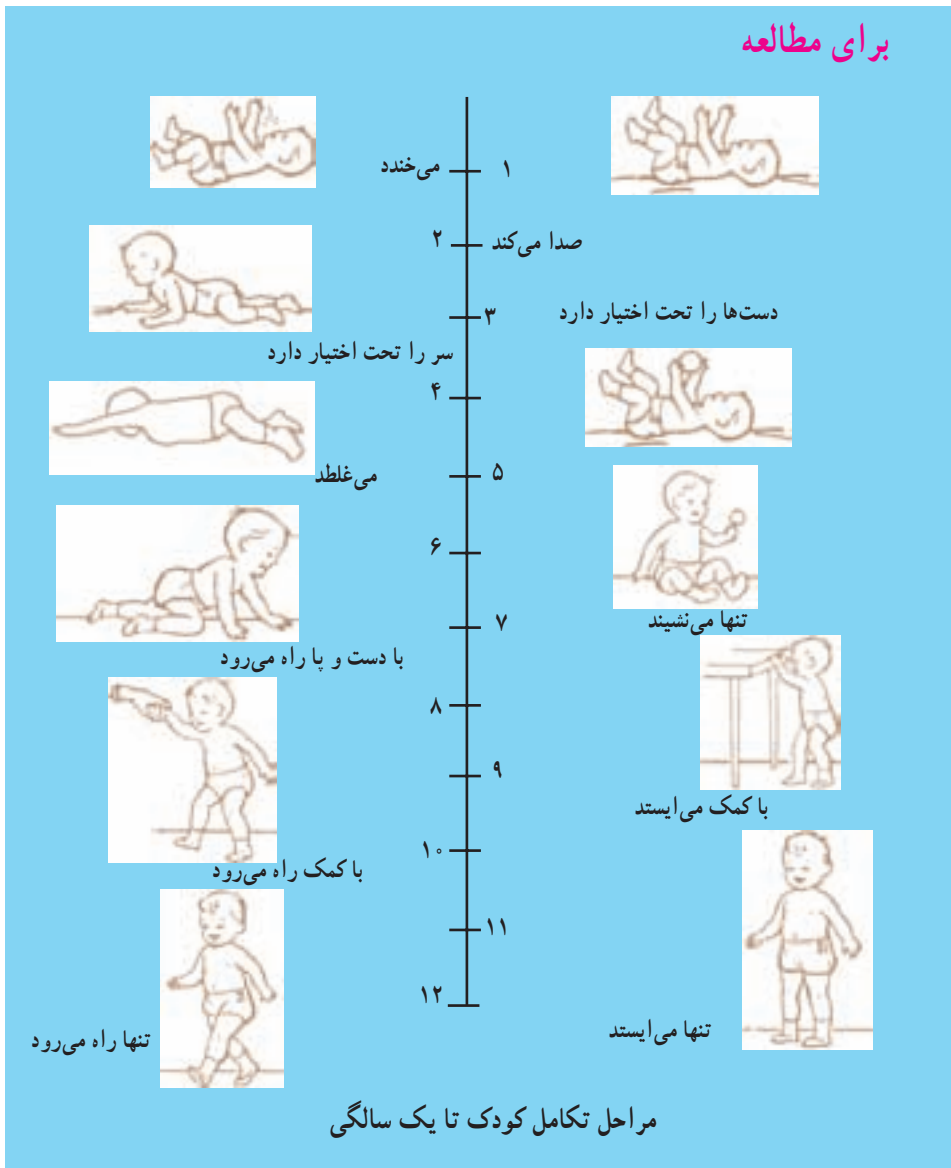 برای مطالعه
می‌خندد
۱
۲
صدا می‌کند
۳
دست‌ها را تحت اختیار دارد
سر را تحت اختیار دارد
۴
می‌غلطد
۵
۶
تنها می‌نشیند
۷
با دست و پا راه می‌رود
۸
۹
با کمک می‌ایستد
۱۰
با کمک راه می‌رود
۱۱
۱۲
تنها می‌ایستد
تنها راه می‌رود
مراحل تکامل کودک تا یک سالگی